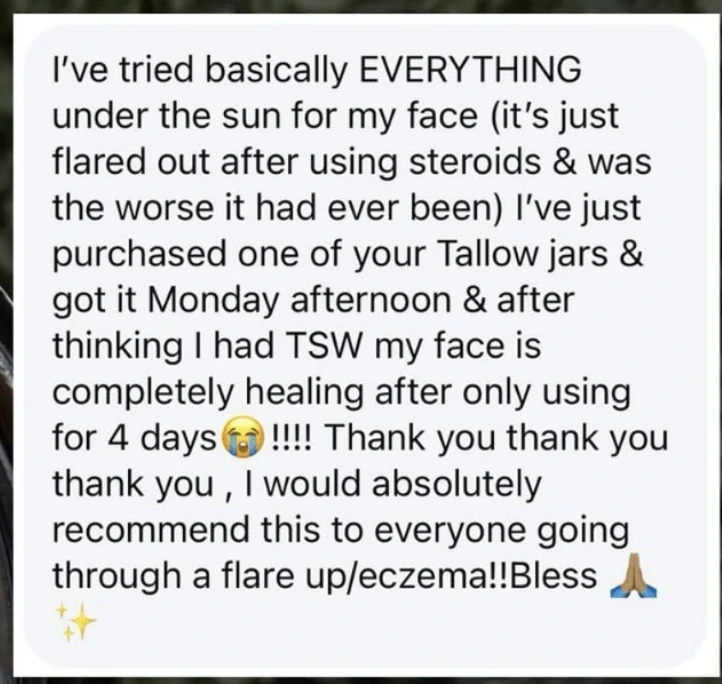 I've tried basically EVERYTHING
under the sun for my face (it's just
flared out after using steroids & was
the worse it had ever been) I've just
purchased one of your Tallow jars &
got it Monday afternoon & after
thinking I had TSW my face is
completely healing after only using
for 4 days😭!!!! Thank you thank you
thank you , I would absolutely
recommend this to everyone going
through a flare up/eczema!!Bless 🙏🏽
✨